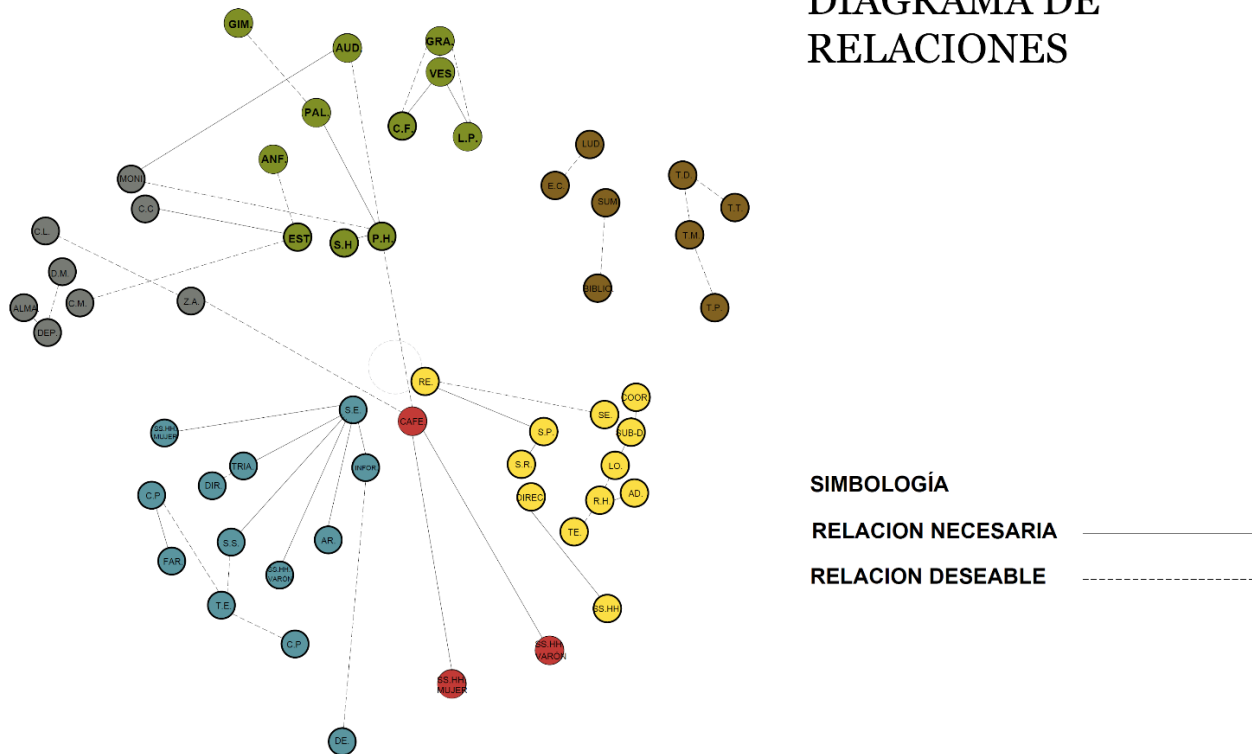 DIAGRAMA DE
RELACIONES
GIM.
AUD.
GRA.
VES.
PAL.
C.F.
L.P.
ANF.
LUD
MONI.
E.C.
T.D.
C.C
SUM
T.T.
C.L.
EST
S.H
P.H.
T.M.
D.M.
C.M.
Z.A.
ALMA.
DEP.
BIBLIO.
T.P.
RE.
S.E.
CAFE.
SE.
COOR.
SS.HH.
MUJER
S.P.
SUB-D.
TRIA.
INFOR.
S.R.
LO.
DIR.
C.P
DIREC.
R.H.
AD.
SIMBOLOGÍA
S.S.
AR.
TE.
RELACION NECESARIA
FAR.
SS.HH.
VARON
RELACION DESEABLE
T.E.
SS.HH.
C.P
SS.HH.
VARON
SS.HH.
MUJER
DE.